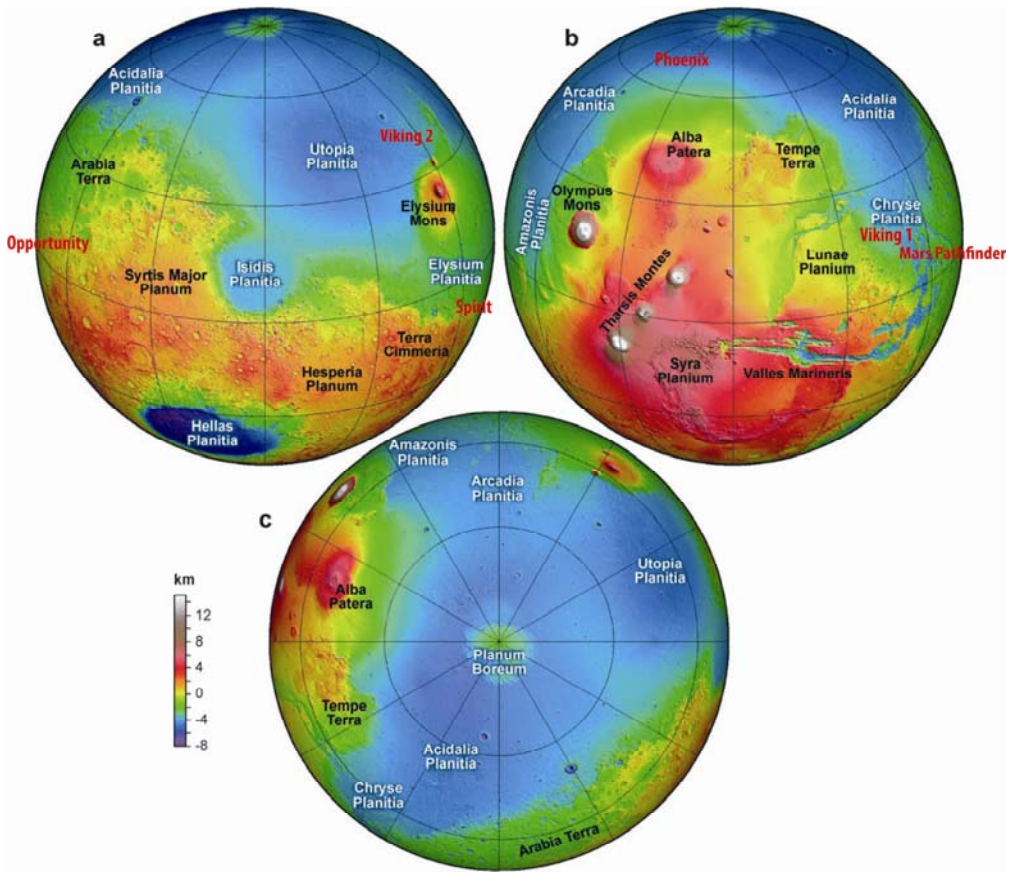 a
Acidalia
Planitia
Arabia
Terra
Utopia
Planitia
Viking 2
Elysium
Mons
Opportunity
Syrtis Major
Planum
Isidis
Planitia
Elysium
Planitia
Spirit
Terra
Cimmeria
Hesperia
Planum
Hellas
Planitia
b
Phoenix
Arcadia
Planitia
Acidalia
Planitia
Alba
Patera
Tempe
Terra
Olympus
Mons
Amazonis
Planitia
Chryse
Planitia
Viking 1
Mars Pathfinder
Lunae
Planium
Tharsis Montes
Syra
Planium
Valles Marineris
c
Amazonis
Planitia
Arcadia
Planitia
Utopia
Planitia
Alba
Patera
Planum
Boreum
Tempe
Terra
Acidalia
Planitia
Chryse
Planitia
Arabia Terra
km
12
8
4
0
-4
-8